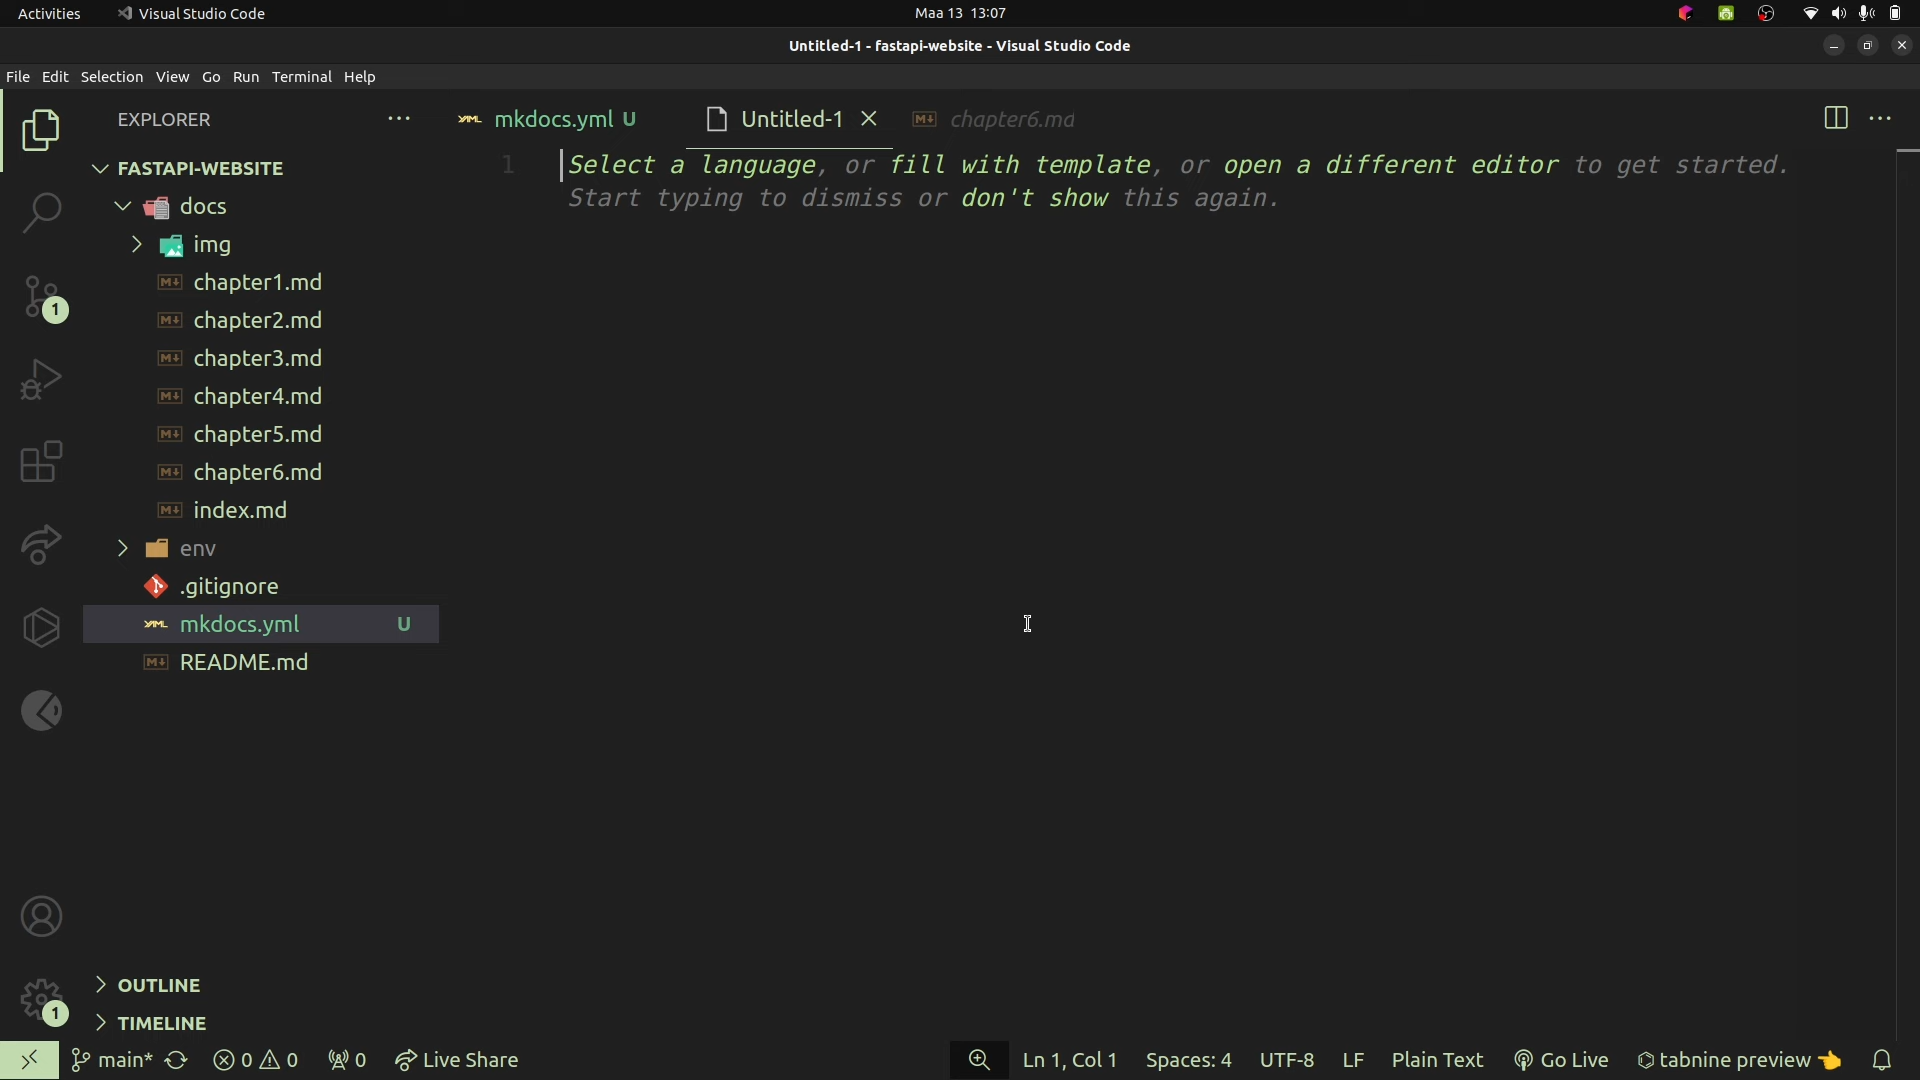 Activities
Visual Studio Code
Maa 13 13:07
Untitled-1 - fastapi-website - Visual Studio Code
File Edit Selection View Go Run Terminal Help
EXPLORER
mkdocs.yml U
Untitled-1
chapter6.md
FASTAPI-WEBSITE
docs
img
chapter1.md
chapter2.md
chapter3.md
chapter4.md
chapter5.md
chapter6.md
index.md
env
.gitignore
mkdocs.yml U
README.md
OUTLINE
TIMELINE
1 Select a language, or fill with template, or open a different editor to get started.
Start typing to dismiss or don't show this again.
1
1
main* 0 0 0 Live Share
Ln 1, Col 1 Spaces: 4 UTF-8 LF Plain Text Go Live tabnine preview